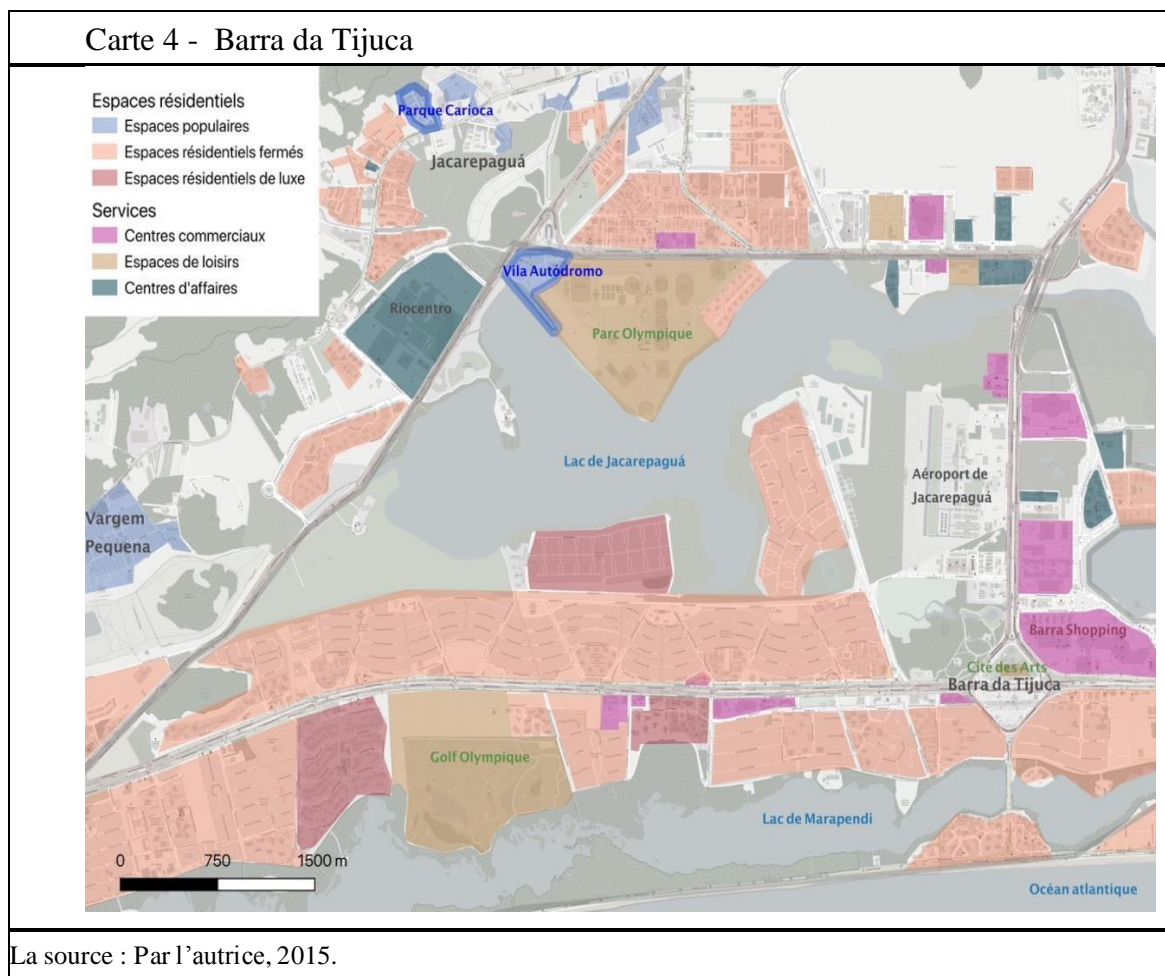 Carte 4 - Barra da Tijuca
Espaces résidentiels
Espaces populaires
Espaces résidentiels fermés
Espaces résidentiels de luxe
Services
Centres commerciaux
Espaces de loisirs
Centres d'affaires
Parque Carioca
Jacarepaguá
Vila Autódromo
Riocentro
Parc Olympique
Lac de Jacarepaguá
Aéroport de
Jacarepaguá
Vargem
Pequena
Barra Shopping
Cité des Arts
Barra da Tijuca
Golf Olympique
Lac de Marapendi
0 750 1500 m
Océan atlantique
La source : Par l'autrice, 2015.